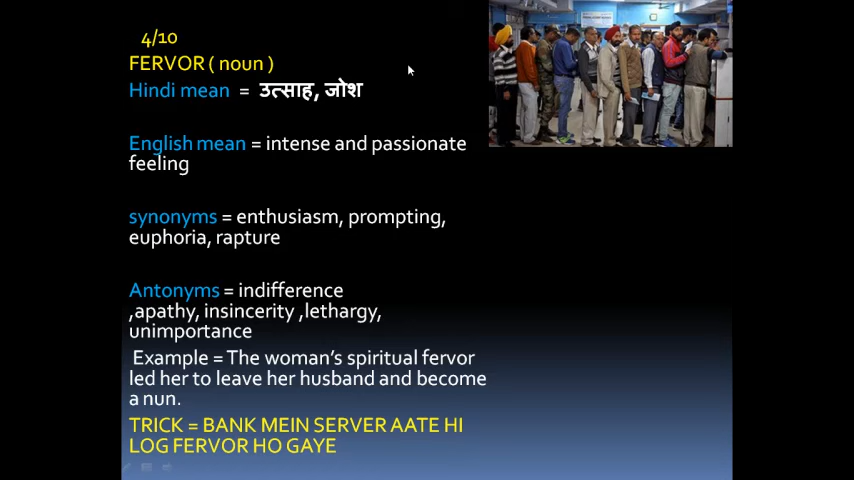 4/10
FERVOR ( noun )
Hindi mean = उत्साह, जोश
English mean = intense and passionate
feeling
synonyms = enthusiasm, prompting,
euphoria, rapture
Antonyms = indifference
,apathy, insincerity ,lethargy,
unimportance
Example = The woman's spiritual fervor
led her to leave her husband and become
a nun.
TRICK = BANK MEIN SERVER AATE HI
LOG FERVOR HO GAYE